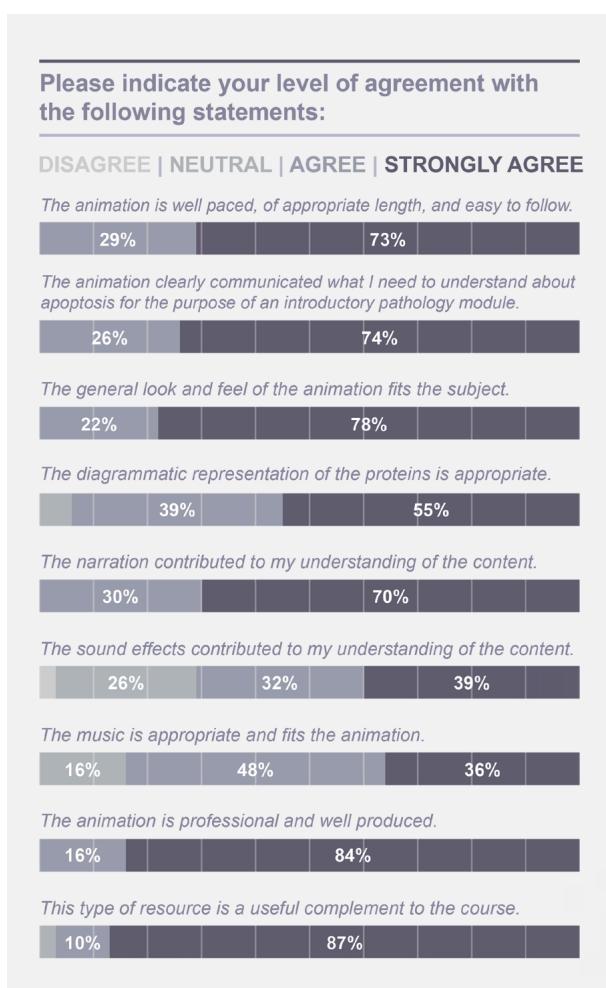 Please indicate your level of agreement with
the following statements:
DISAGREE | NEUTRAL | AGREE | STRONGLY AGREE
The animation is well paced, of appropriate length, and easy to follow.
29% 73%
The animation clearly communicated what I need to understand about
apoptosis for the purpose of an introductory pathology module.
26% 74%
The general look and feel of the animation fits the subject.
22% 78%
The diagrammatic representation of the proteins is appropriate.
39% 55%
The narration contributed to my understanding of the content.
30% 70%
The sound effects contributed to my understanding of the content.
26% 32% 39%
The music is appropriate and fits the animation.
16% 48% 36%
The animation is professional and well produced.
16% 84%
This type of resource is a useful complement to the course.
10% 87%